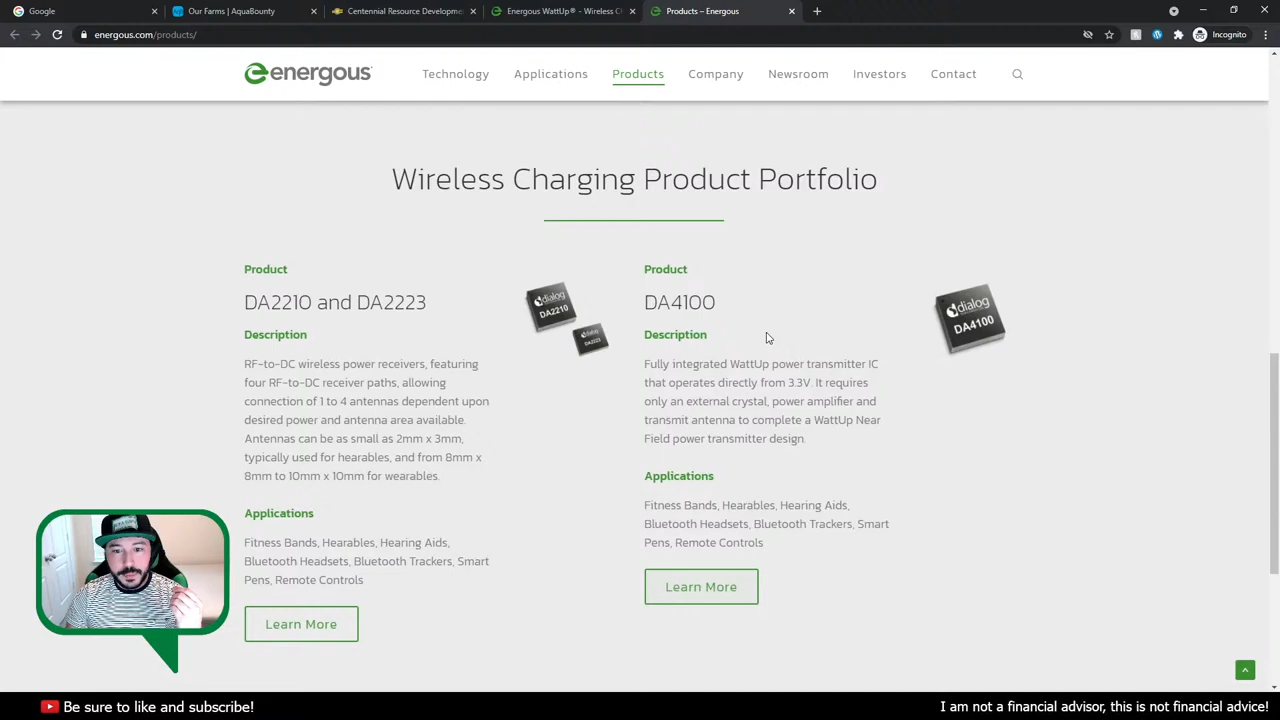 Google
Our Farms | AquaBounty
Centennial Resource Developme
Energous WattUp® - Wireless C
Products – Energous
energous.com/products/
Incognito
energous
Technology
Applications
Products
Company
Newsroom
Investors
Contact
Wireless Charging Product Portfolio
Product
DA2210 and DA2223
Description
RF-to-DC wireless power receivers, featuring
four RF-to-DC receiver paths, allowing
connection of 1 to 4 antennas dependent upon
desired power and antenna area available.
Antennas can be as small as 2mm x 3mm,
typically used for hearables, and from 8mm x
8mm to 10mm x 10mm for wearables.
Applications
Fitness Bands, Hearables, Hearing Aids,
Bluetooth Headsets, Bluetooth Trackers, Smart
Pens, Remote Controls
Learn More
dialog
DA2210
dialog
DA2223
Product
DA4100
Description
Fully integrated WattUp power transmitter IC
that operates directly from 3.3V. It requires
only an external crystal, power amplifier and
transmit antenna to complete a WattUp Near
Field power transmitter design.
Applications
Fitness Bands, Hearables, Hearing Aids,
Bluetooth Headsets, Bluetooth Trackers, Smart
Pens, Remote Controls
Learn More
dialog
DA4100
Be sure to like and subscribe!
I am not a financial advisor, this is not financial advice!